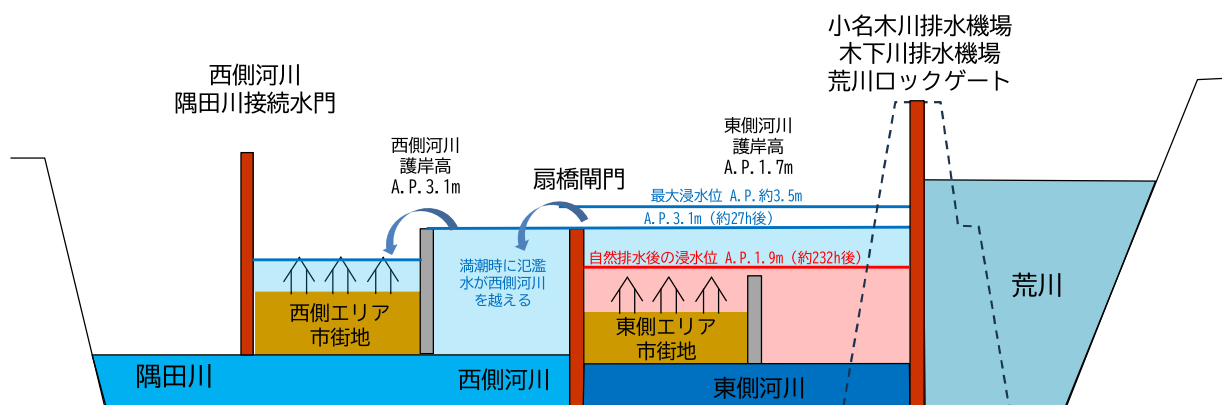 小名木川排水機場
木下川排水機場
荒川ロックゲート
西側河川
隅田川接続水門
西側河川
護岸高
A.P.3.1m
扇橋閘門
東側河川
護岸高
A.P.1.7m
最大浸水位 A.P.約3.5m
A.P.3.1m（約27h後）
自然排水後の浸水位 A.P.1.9m（約232h後）
満潮時に氾濫
水が西側河川
を越える
荒川
西側エリア
市街地
東側エリア
市街地
隅田川
西側河川
東側河川